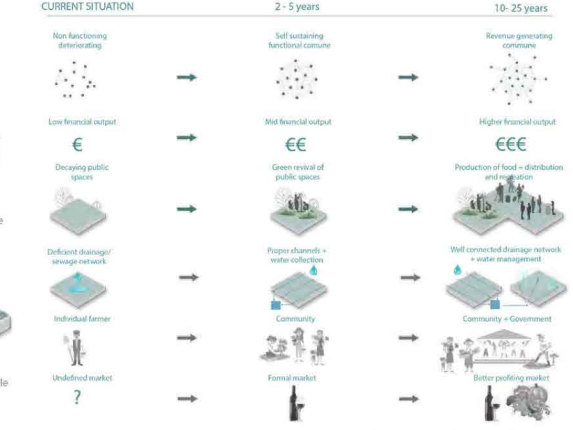 CURRENT SITUATION
2 - 5 years
10- 25 years
Non functioning
deteriorating
Self sustaining
functional comune
Revenue generating
commune
Low financial output
Mid financial output
Higher financial output
€
€€
€€€
Decaying public
spaces
Green revival of
public spaces
Production of food + distribution
and recreation
Deficient drainage/
sewage network
Proper channels +
water collection
Well connected drainage network
+ water management
Individual farmer
Community
Community + Government
Undefined market
Formal market
Better profiting market
?